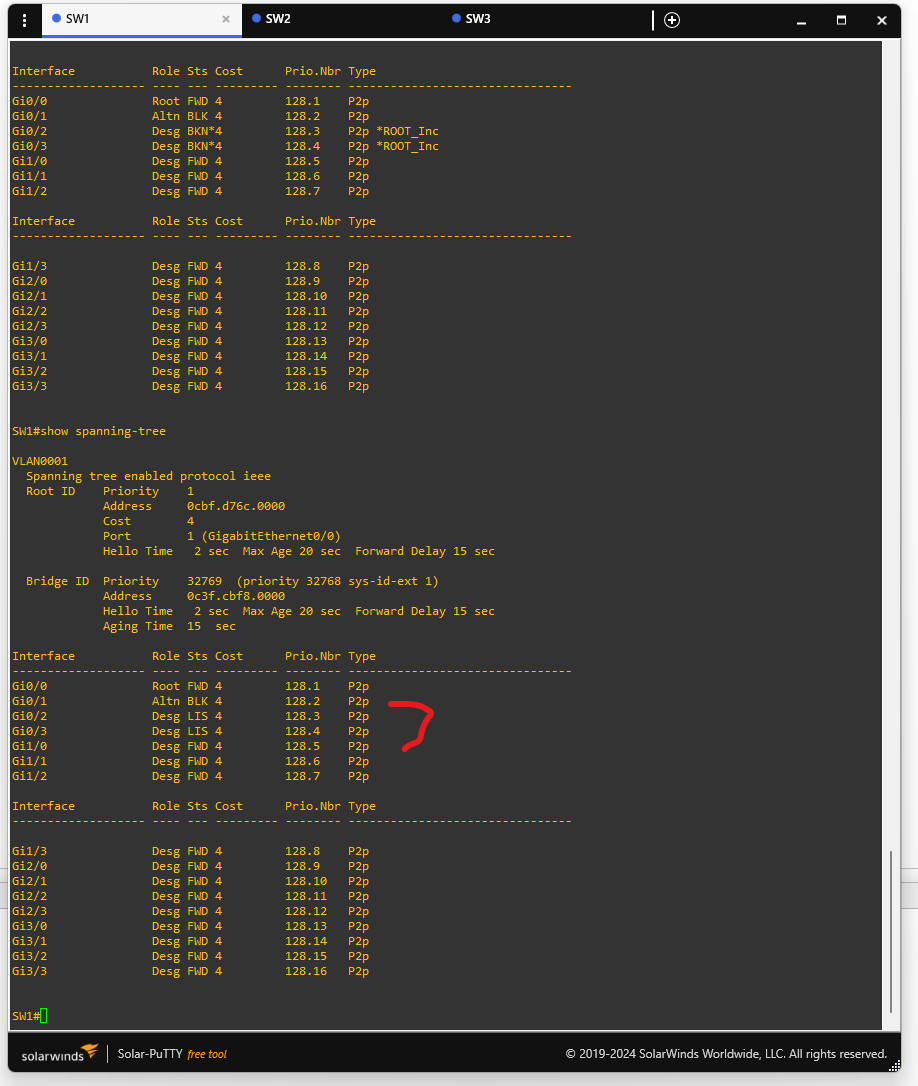 SW1 × SW2 SW3
Interface Role Sts Cost Prio.Nbr Type
------------------- ---- --- --------- -------- --------------------------------
Gi0/0 Root FWD 4 128.1 P2p
Gi0/1 Altn BLK 4 128.2 P2p
Gi0/2 Desg BKN*4 128.3 P2p *ROOT_Inc
Gi0/3 Desg BKN*4 128.4 P2p *ROOT_Inc
Gi1/0 Desg FWD 4 128.5 P2p
Gi1/1 Desg FWD 4 128.6 P2p
Gi1/2 Desg FWD 4 128.7 P2p
Interface Role Sts Cost Prio.Nbr Type
------------------- ---- --- --------- -------- --------------------------------
Gi1/3 Desg FWD 4 128.8 P2p
Gi2/0 Desg FWD 4 128.9 P2p
Gi2/1 Desg FWD 4 128.10 P2p
Gi2/2 Desg FWD 4 128.11 P2p
Gi2/3 Desg FWD 4 128.12 P2p
Gi3/0 Desg FWD 4 128.13 P2p
Gi3/1 Desg FWD 4 128.14 P2p
Gi3/2 Desg FWD 4 128.15 P2p
Gi3/3 Desg FWD 4 128.16 P2p
SW1#show spanning-tree
VLAN0001
Spanning tree enabled protocol ieee
Root ID Priority 1
Address 0cbf.d76c.0000
Cost 4
Port 1 (GigabitEthernet0/0)
Hello Time 2 sec Max Age 20 sec Forward Delay 15 sec
Bridge ID Priority 32769 (priority 32768 sys-id-ext 1)
Address 0c3f.cbf8.0000
Hello Time 2 sec Max Age 20 sec Forward Delay 15 sec
Aging Time 15 sec
Interface Role Sts Cost Prio.Nbr Type
------------------- ---- --- --------- -------- --------------------------------
Gi0/0 Root FWD 4 128.1 P2p
Gi0/1 Altn BLK 4 128.2 P2p
Gi0/2 Desg LIS 4 128.3 P2p
Gi0/3 Desg LIS 4 128.4 P2p
Gi1/0 Desg FWD 4 128.5 P2p
Gi1/1 Desg FWD 4 128.6 P2p
Gi1/2 Desg FWD 4 128.7 P2p
Interface Role Sts Cost Prio.Nbr Type
------------------- ---- --- --------- -------- --------------------------------
Gi1/3 Desg FWD 4 128.8 P2p
Gi2/0 Desg FWD 4 128.9 P2p
Gi2/1 Desg FWD 4 128.10 P2p
Gi2/2 Desg FWD 4 128.11 P2p
Gi2/3 Desg FWD 4 128.12 P2p
Gi3/0 Desg FWD 4 128.13 P2p
Gi3/1 Desg FWD 4 128.14 P2p
Gi3/2 Desg FWD 4 128.15 P2p
Gi3/3 Desg FWD 4 128.16 P2p
SW1#
solarwinds Solar-PuTTY free tool © 2019-2024 SolarWinds Worldwide, LLC. All rights reserved.